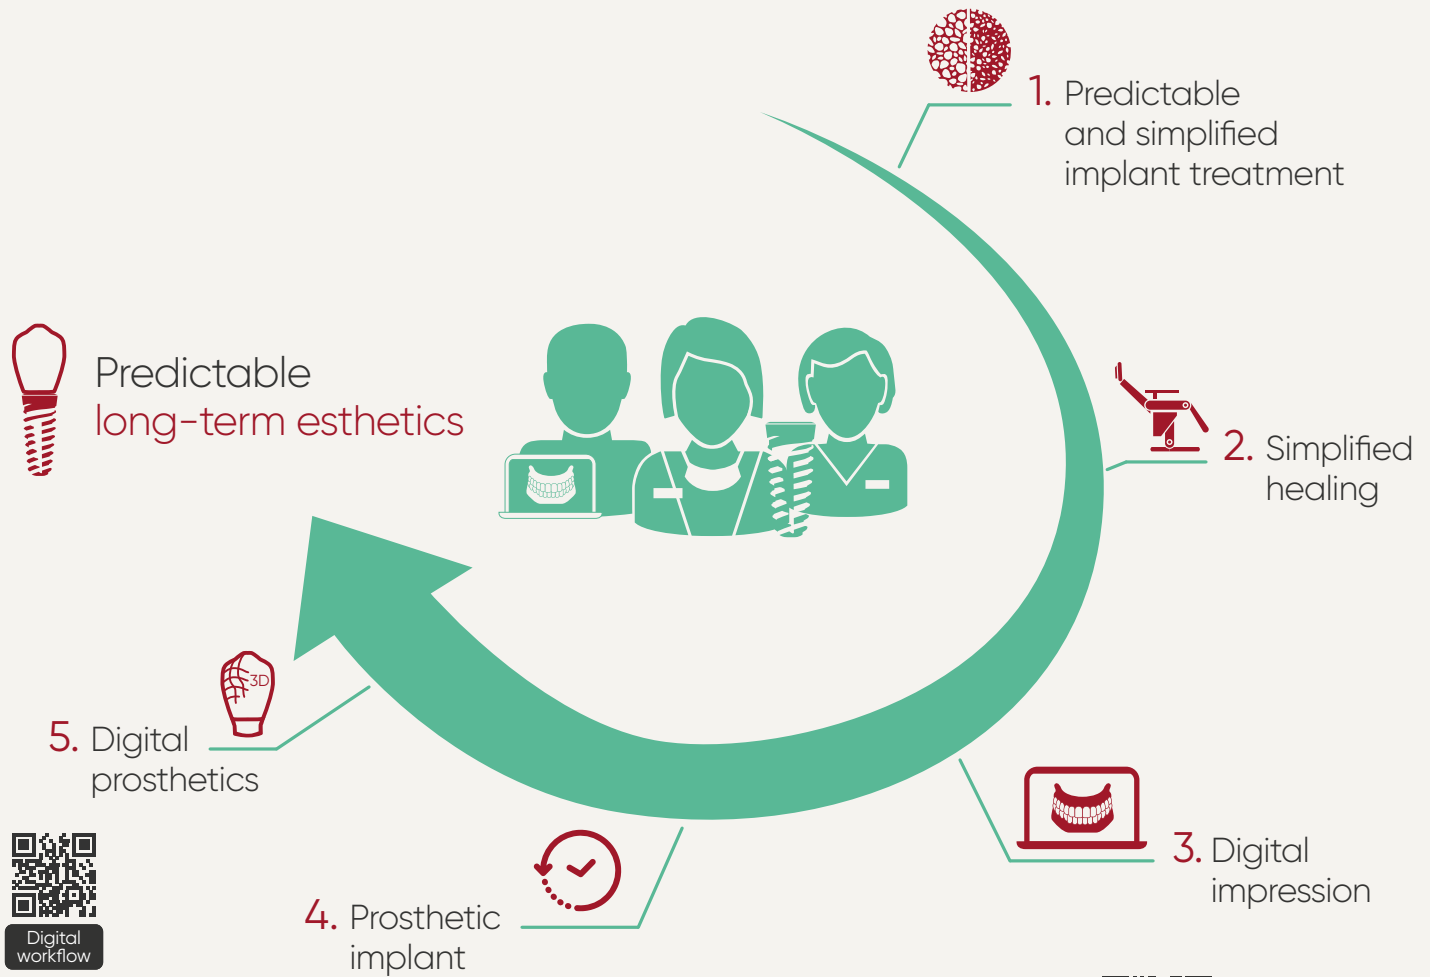 1. Predictable
and simplified
implant treatment
2. Simplified
healing
3. Digital
impression
4. Prosthetic
implant
5. Digital
prosthetics
3D
Predictable
long-term esthetics
Digital
workflow